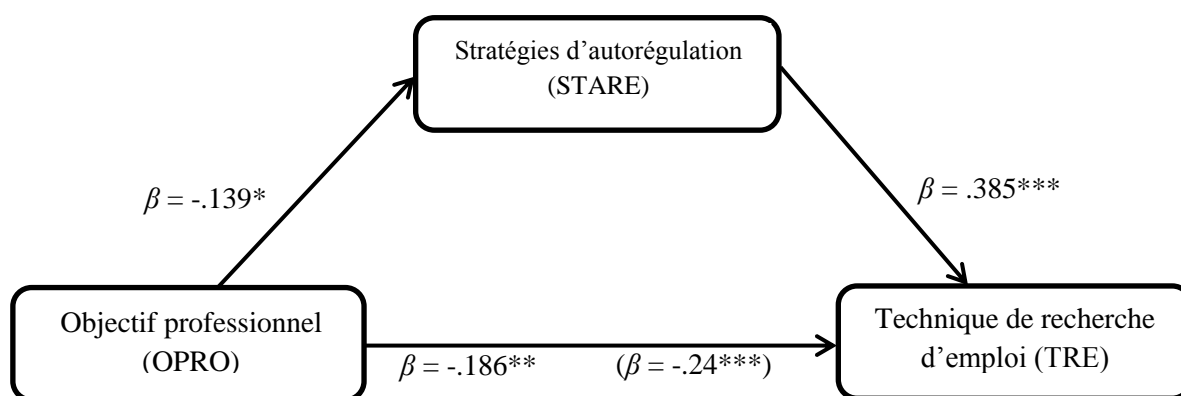 Stratégies d’autorégulation
(STARE)
β = -.139*
β = .385***
Objectif professionnel
(OPRO)
Technique de recherche
d’emploi (TRE)
β = -.186**
(β = -.24***)